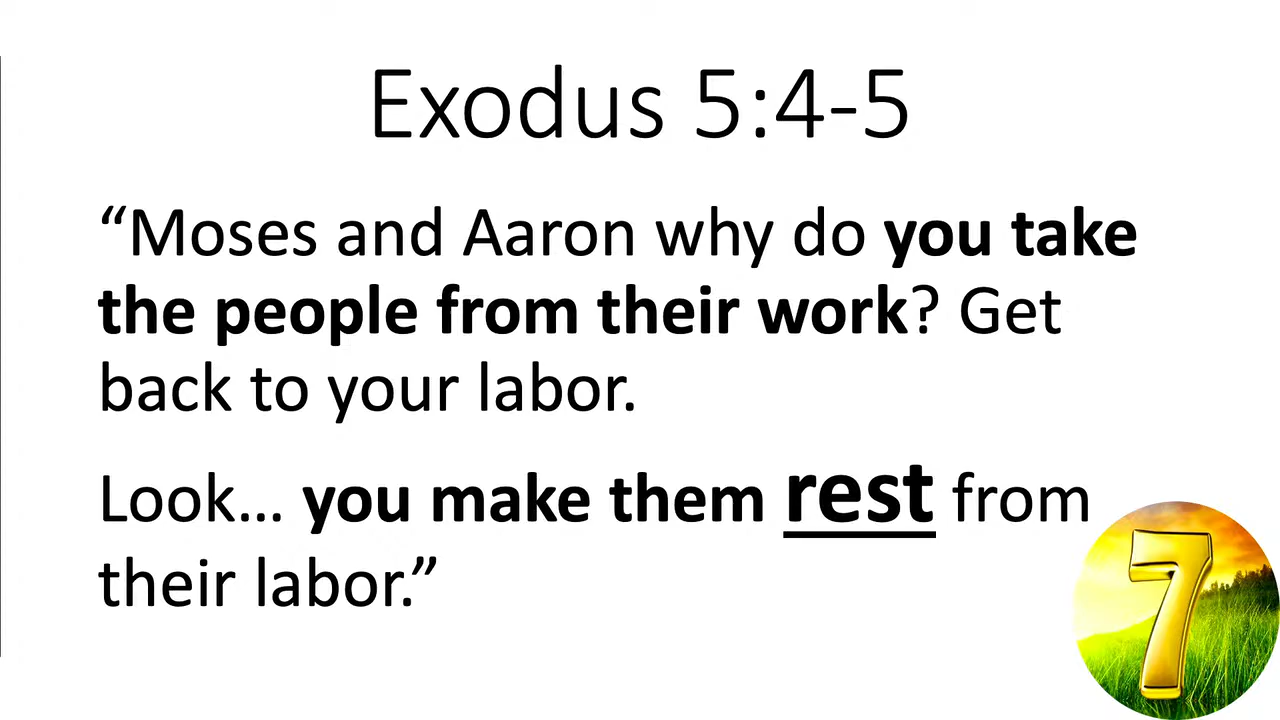 Exodus 5:4-5
“Moses and Aaron why do you take
the people from their work? Get
back to your labor.
Look... you make them rest from
their labor.”
7